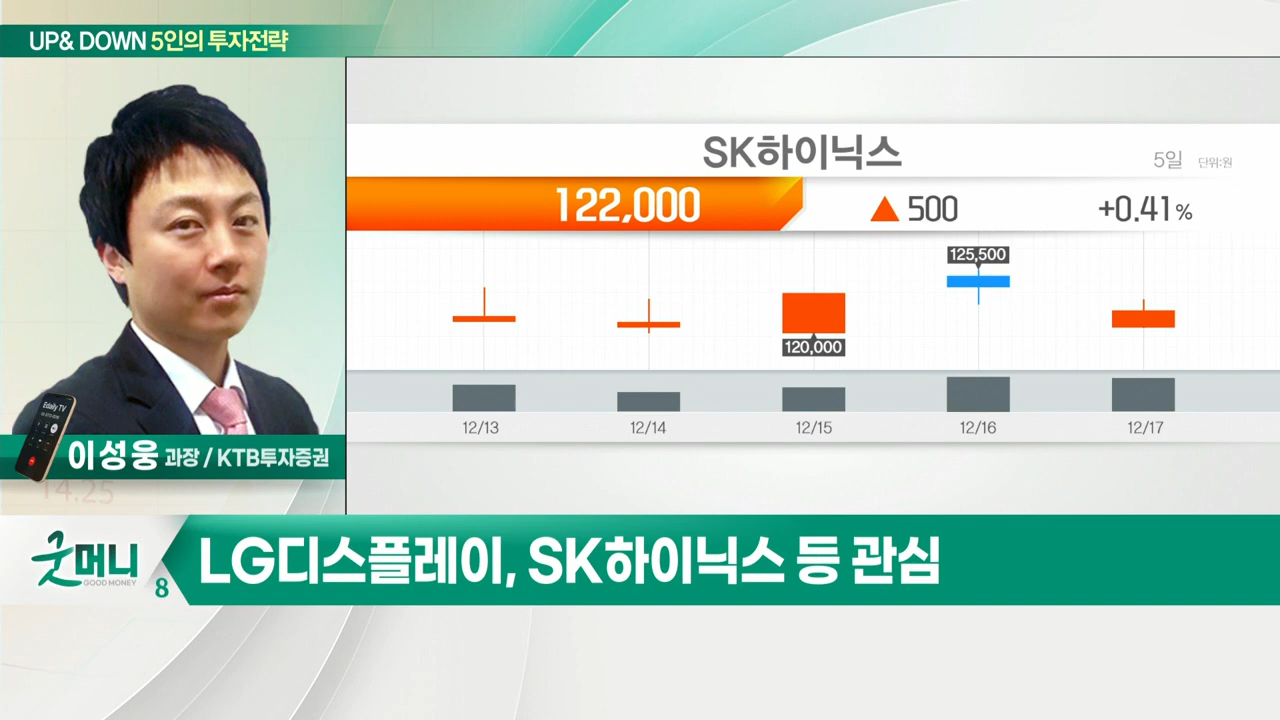 UP& DOWN 5인의 투자전략
SK하이닉스
5일 단위:원
122,000 ▲ 500 +0.41%
125,500
120,000
12/13 12/14 12/15 12/16 12/17
Edaily TV
이성웅 과장 / KTB투자증권
14.25
굿머니
GOOD MONEY
8
LG디스플레이, SK하이닉스 등 관심